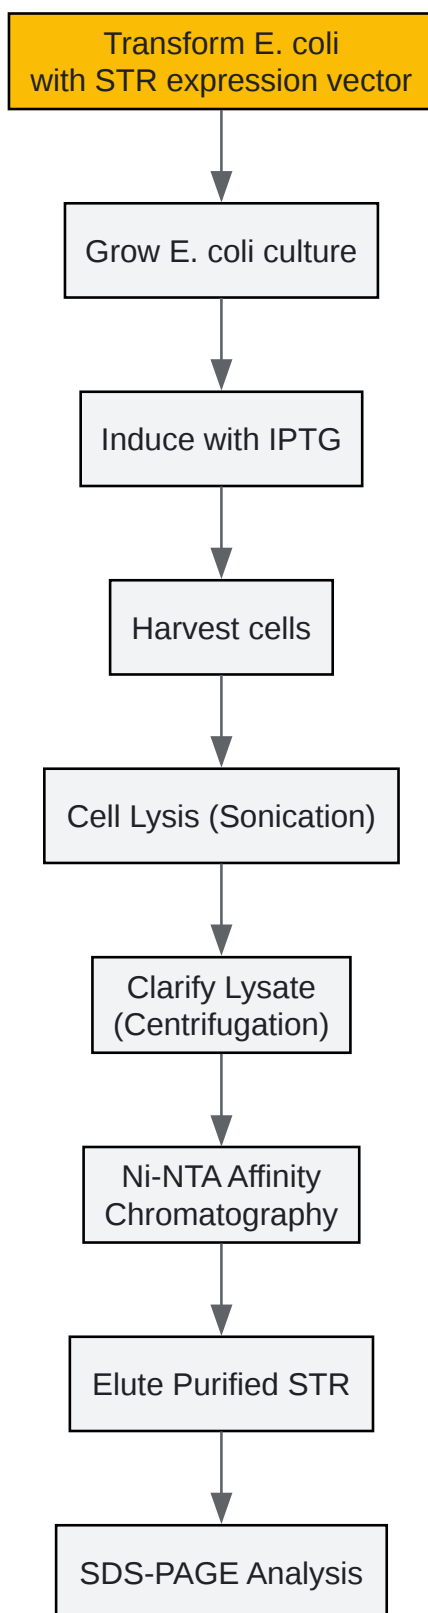 Transform E. coli
with STR expression vector
Grow E. coli culture
Induce with IPTG
Harvest cells
Cell Lysis (Sonication)
Clarify Lysate
(Centrifugation)
Ni-NTA Affinity
Chromatography
Elute Purified STR
SDS-PAGE Analysis